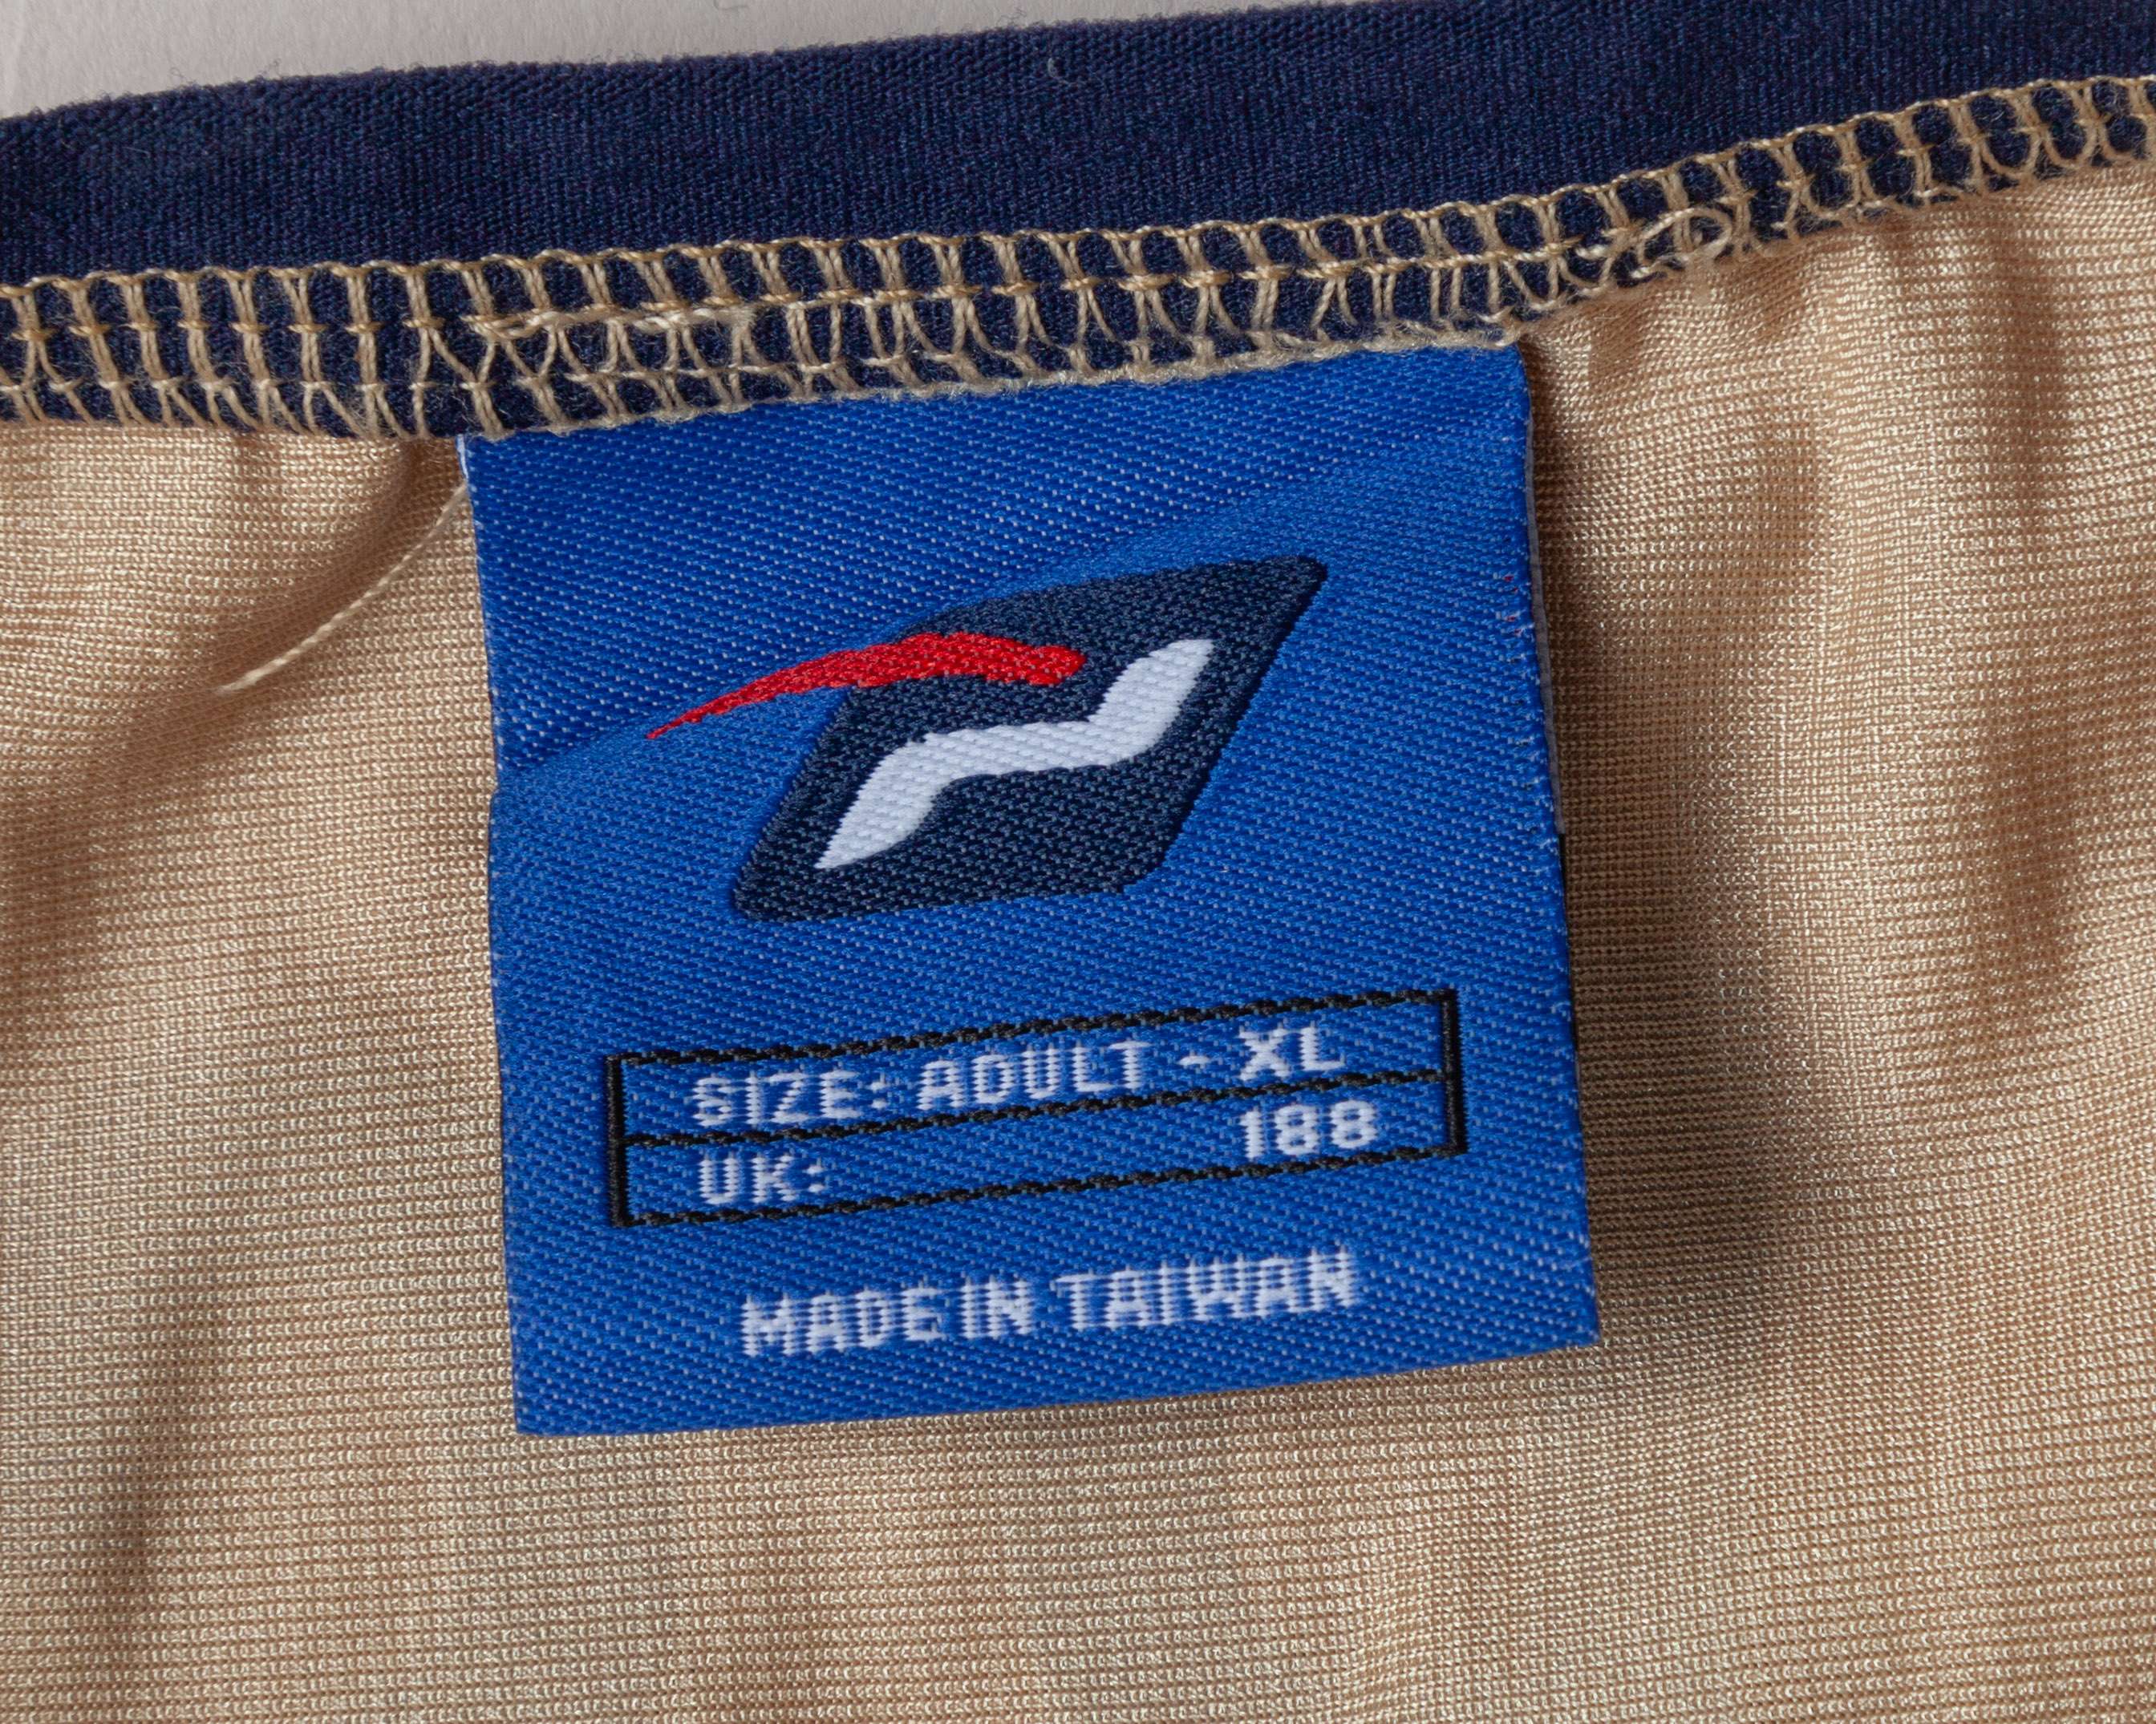 SIZE: ADULT - XL
UK: 188
MADE IN TAIWAN